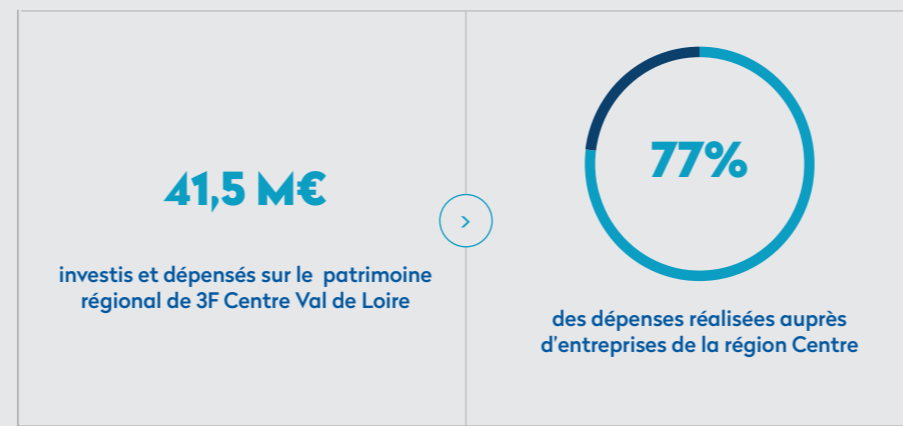 41,5 M€
investis et dépensés sur le patrimoine
régional de 3F Centre Val de Loire
77%
des dépenses réalisées auprès
d'entreprises de la région Centre